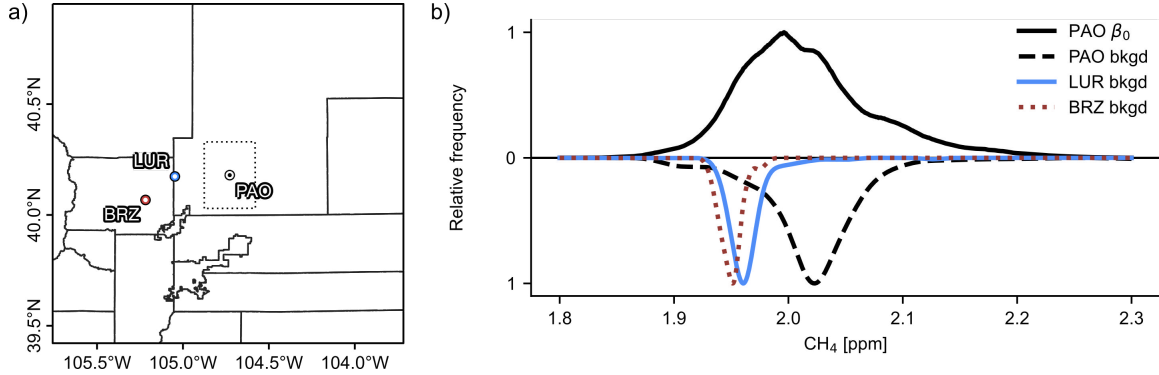 a)
40.5°N
40.0°N
39.5°N
LUR
PAO
BRZ
105.5°W 105.0°W 104.5°W 104.0°W
b)
Relative frequency
1
0
1
PAO β₀
PAO bkgd
LUR bkgd
BRZ bkgd
1.8 1.9 2.0 2.1 2.2 2.3
CH₄ [ppm]